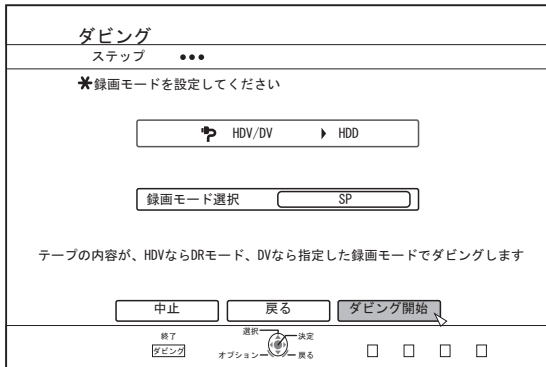 ダビング
ステップ ●●●
✱録画モードを設定してください
HDV/DV ▶ HDD
録画モード選択 SP
テープの内容が、HDVならDRモード、DVなら指定した録画モードでダビングします
中止 戻る ダビング開始
終了 選択 決定
ダビング オプション 戻る